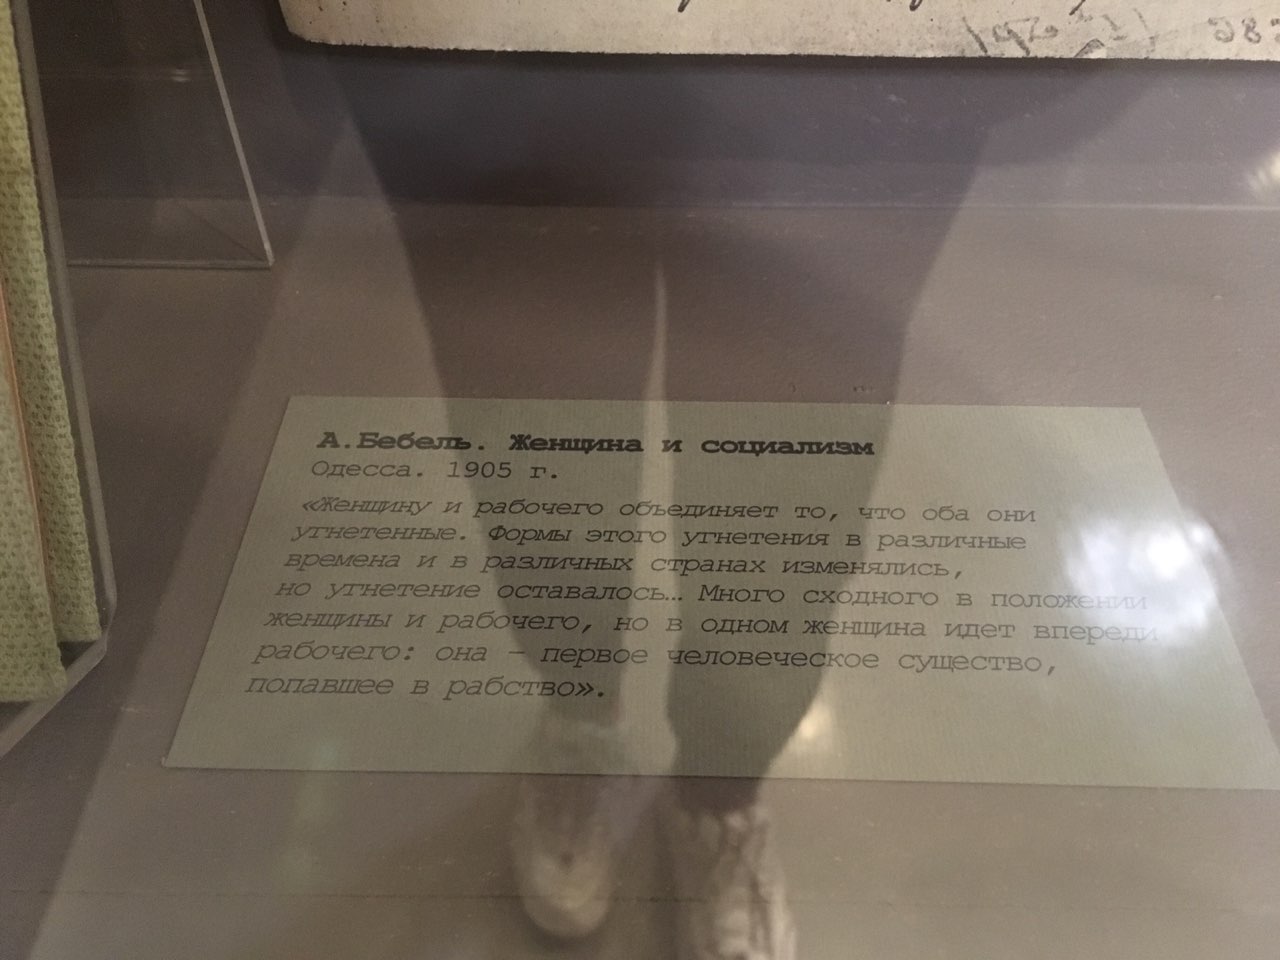 А.Бебель. Женщина и социализм
Одесса. 1905 г.
«Женщину и рабочего объединяет то, что оба они
угнетенные. Формы этого угнетения в различные
времена и в различных странах изменялись,
но угнетение оставалось… Много сходного в положении
женщины и рабочего, но в одном женщина идет впереди
рабочего: она – первое человеческое существо,
попавшее в рабство».